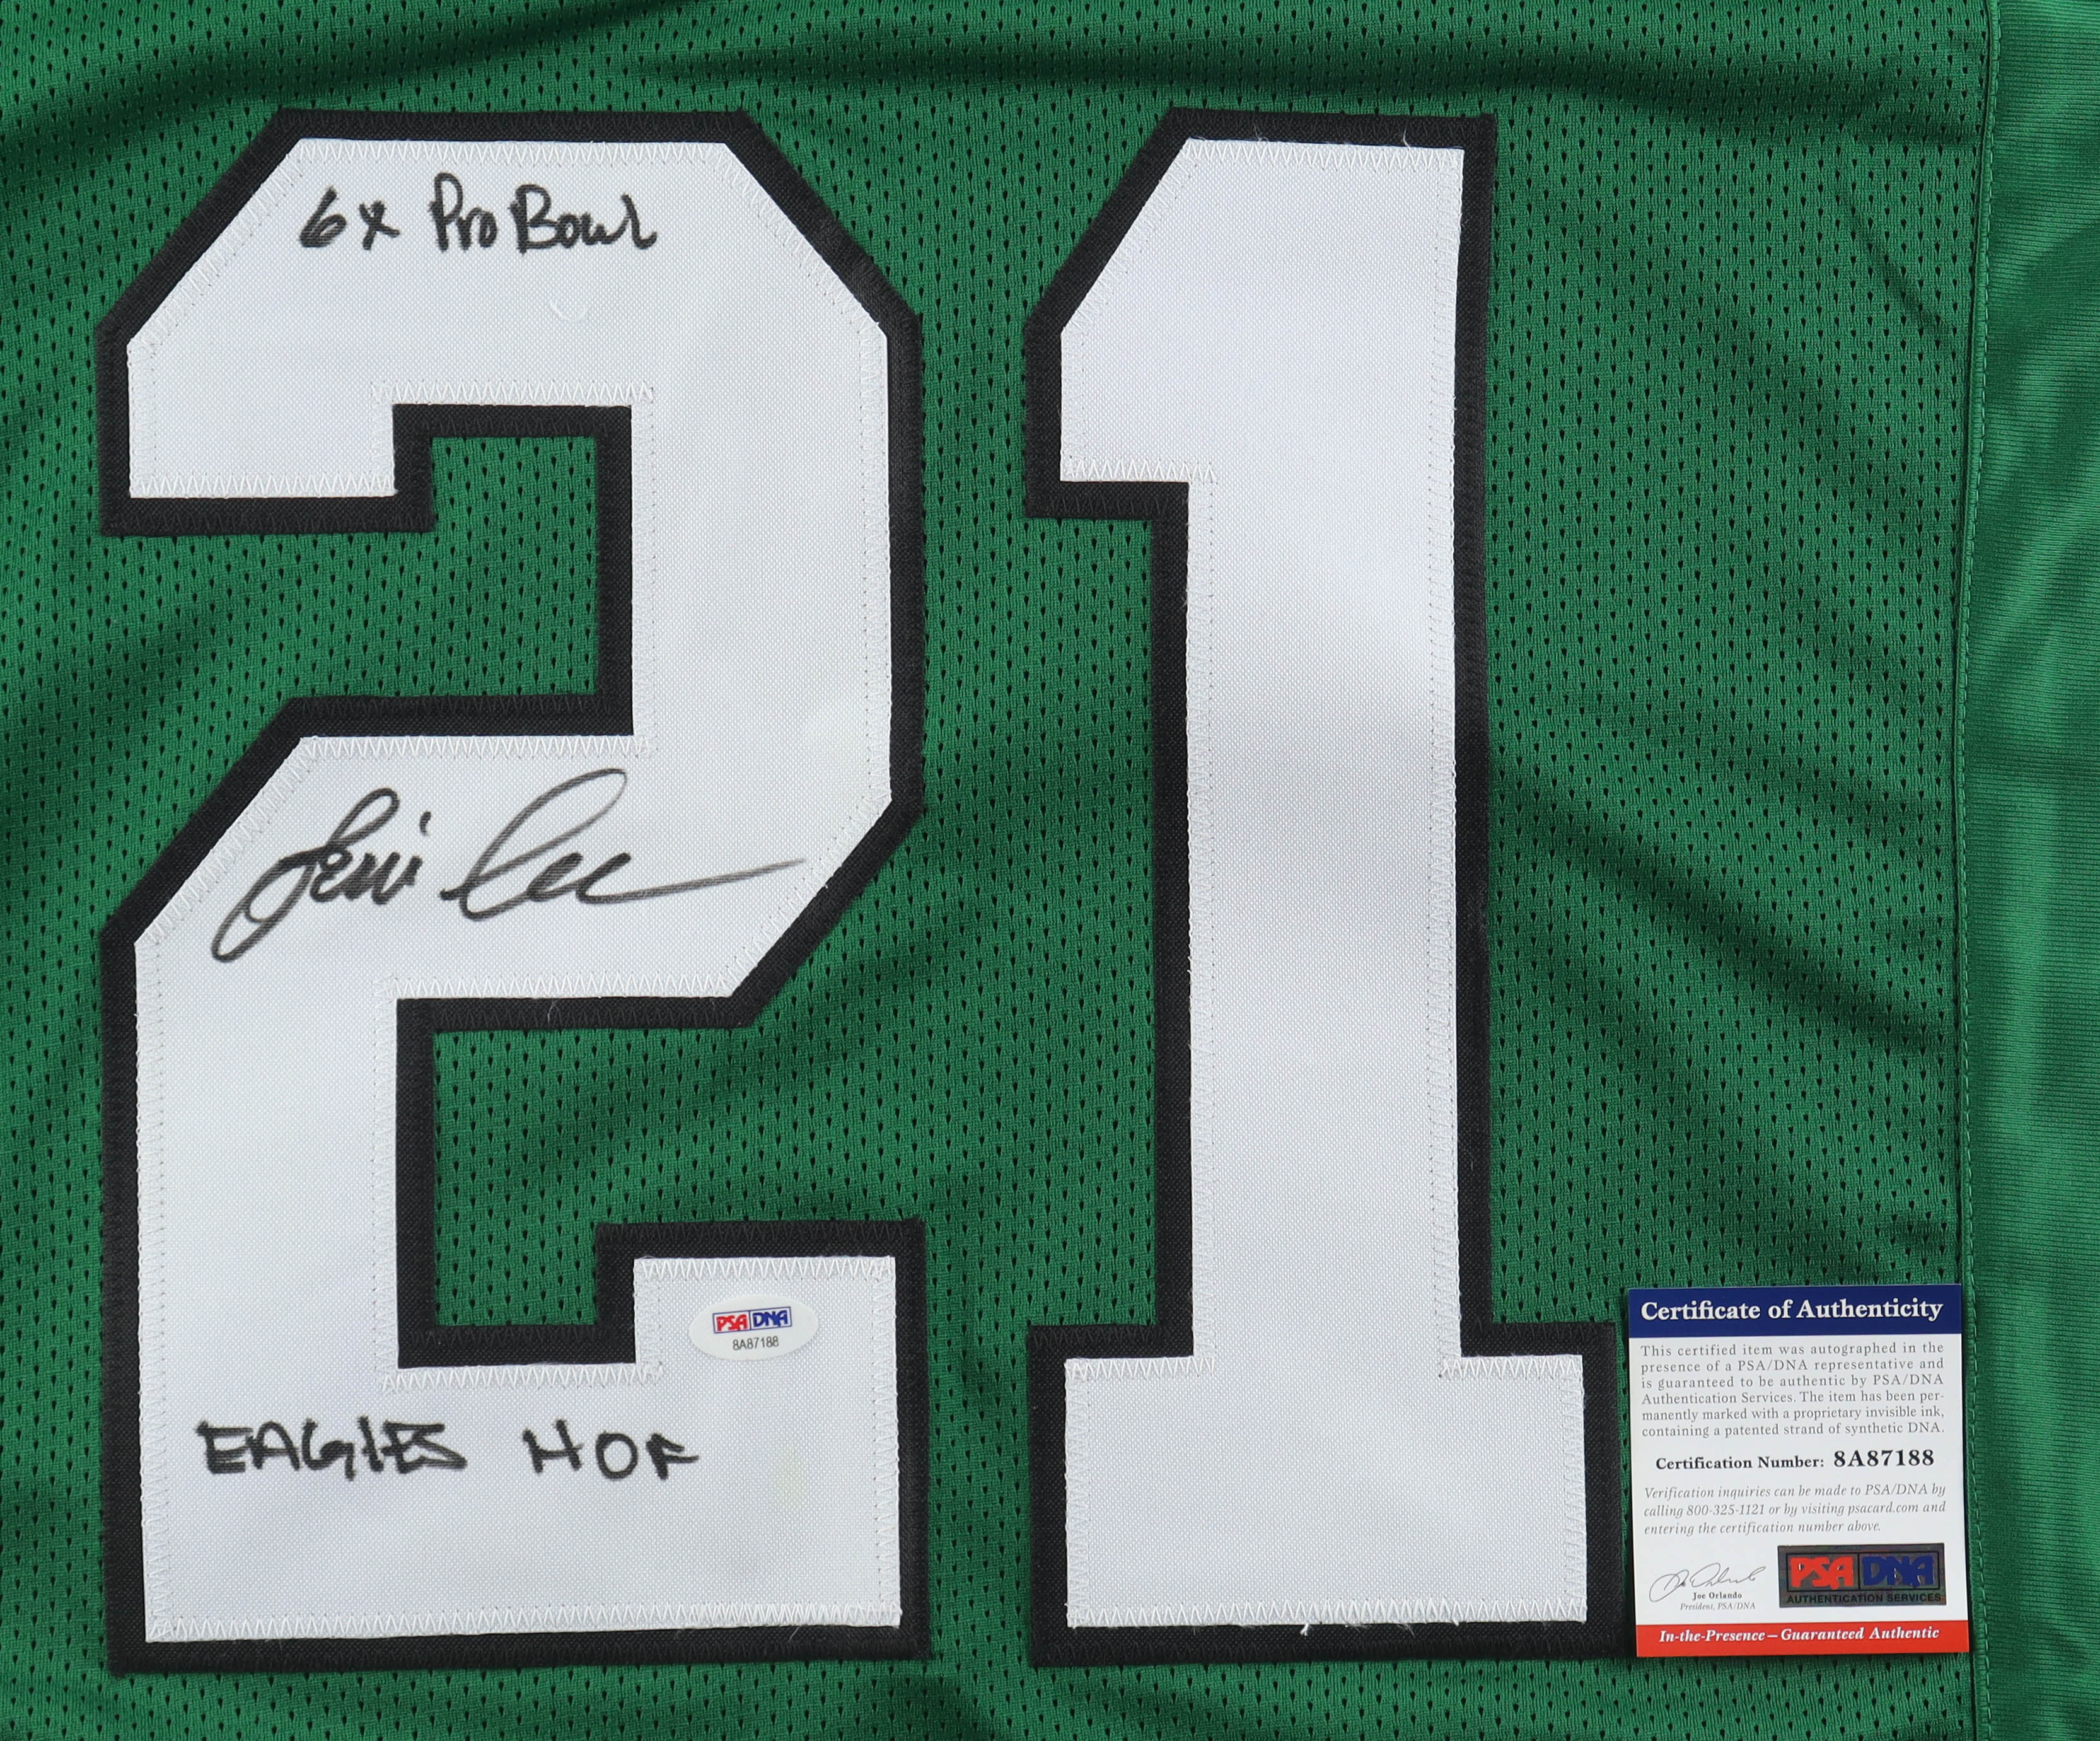 6x Pro Bowl
21
PSA DNA
8A87188
EAGlES HOF
Certificate of Authenticity
This certified item was autographed in the
presence of a PSA/DNA representative and
is guaranteed to be authentic by PSA/DNA
Authentication Services. The item has been per-
manently marked with a proprietary invisible ink,
containing a patented strand of synthetic DNA.
Certification Number: 8A87188
Verification inquiries can be made to PSA/DNA by
calling 800-325-1121 or by visiting psacard.com and
entering the certification number above.
Joe Orlando
President, PSA/DNA
PSA DNA
AUTHENTICATION SERVICES
In-the-Presence — Guaranteed Authentic